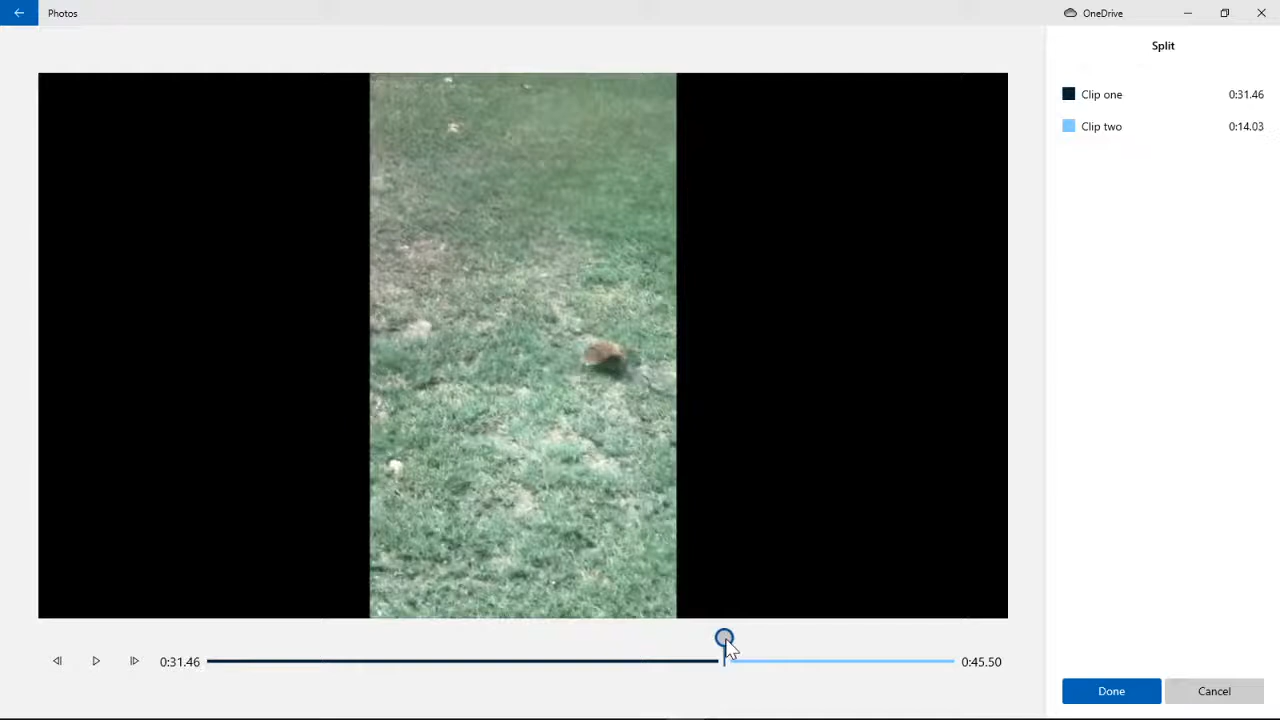 Photos
OneDrive
Split
Clip one 0:31.46
Clip two 0:14.03
0:31.46
0:45.50
Done
Cancel